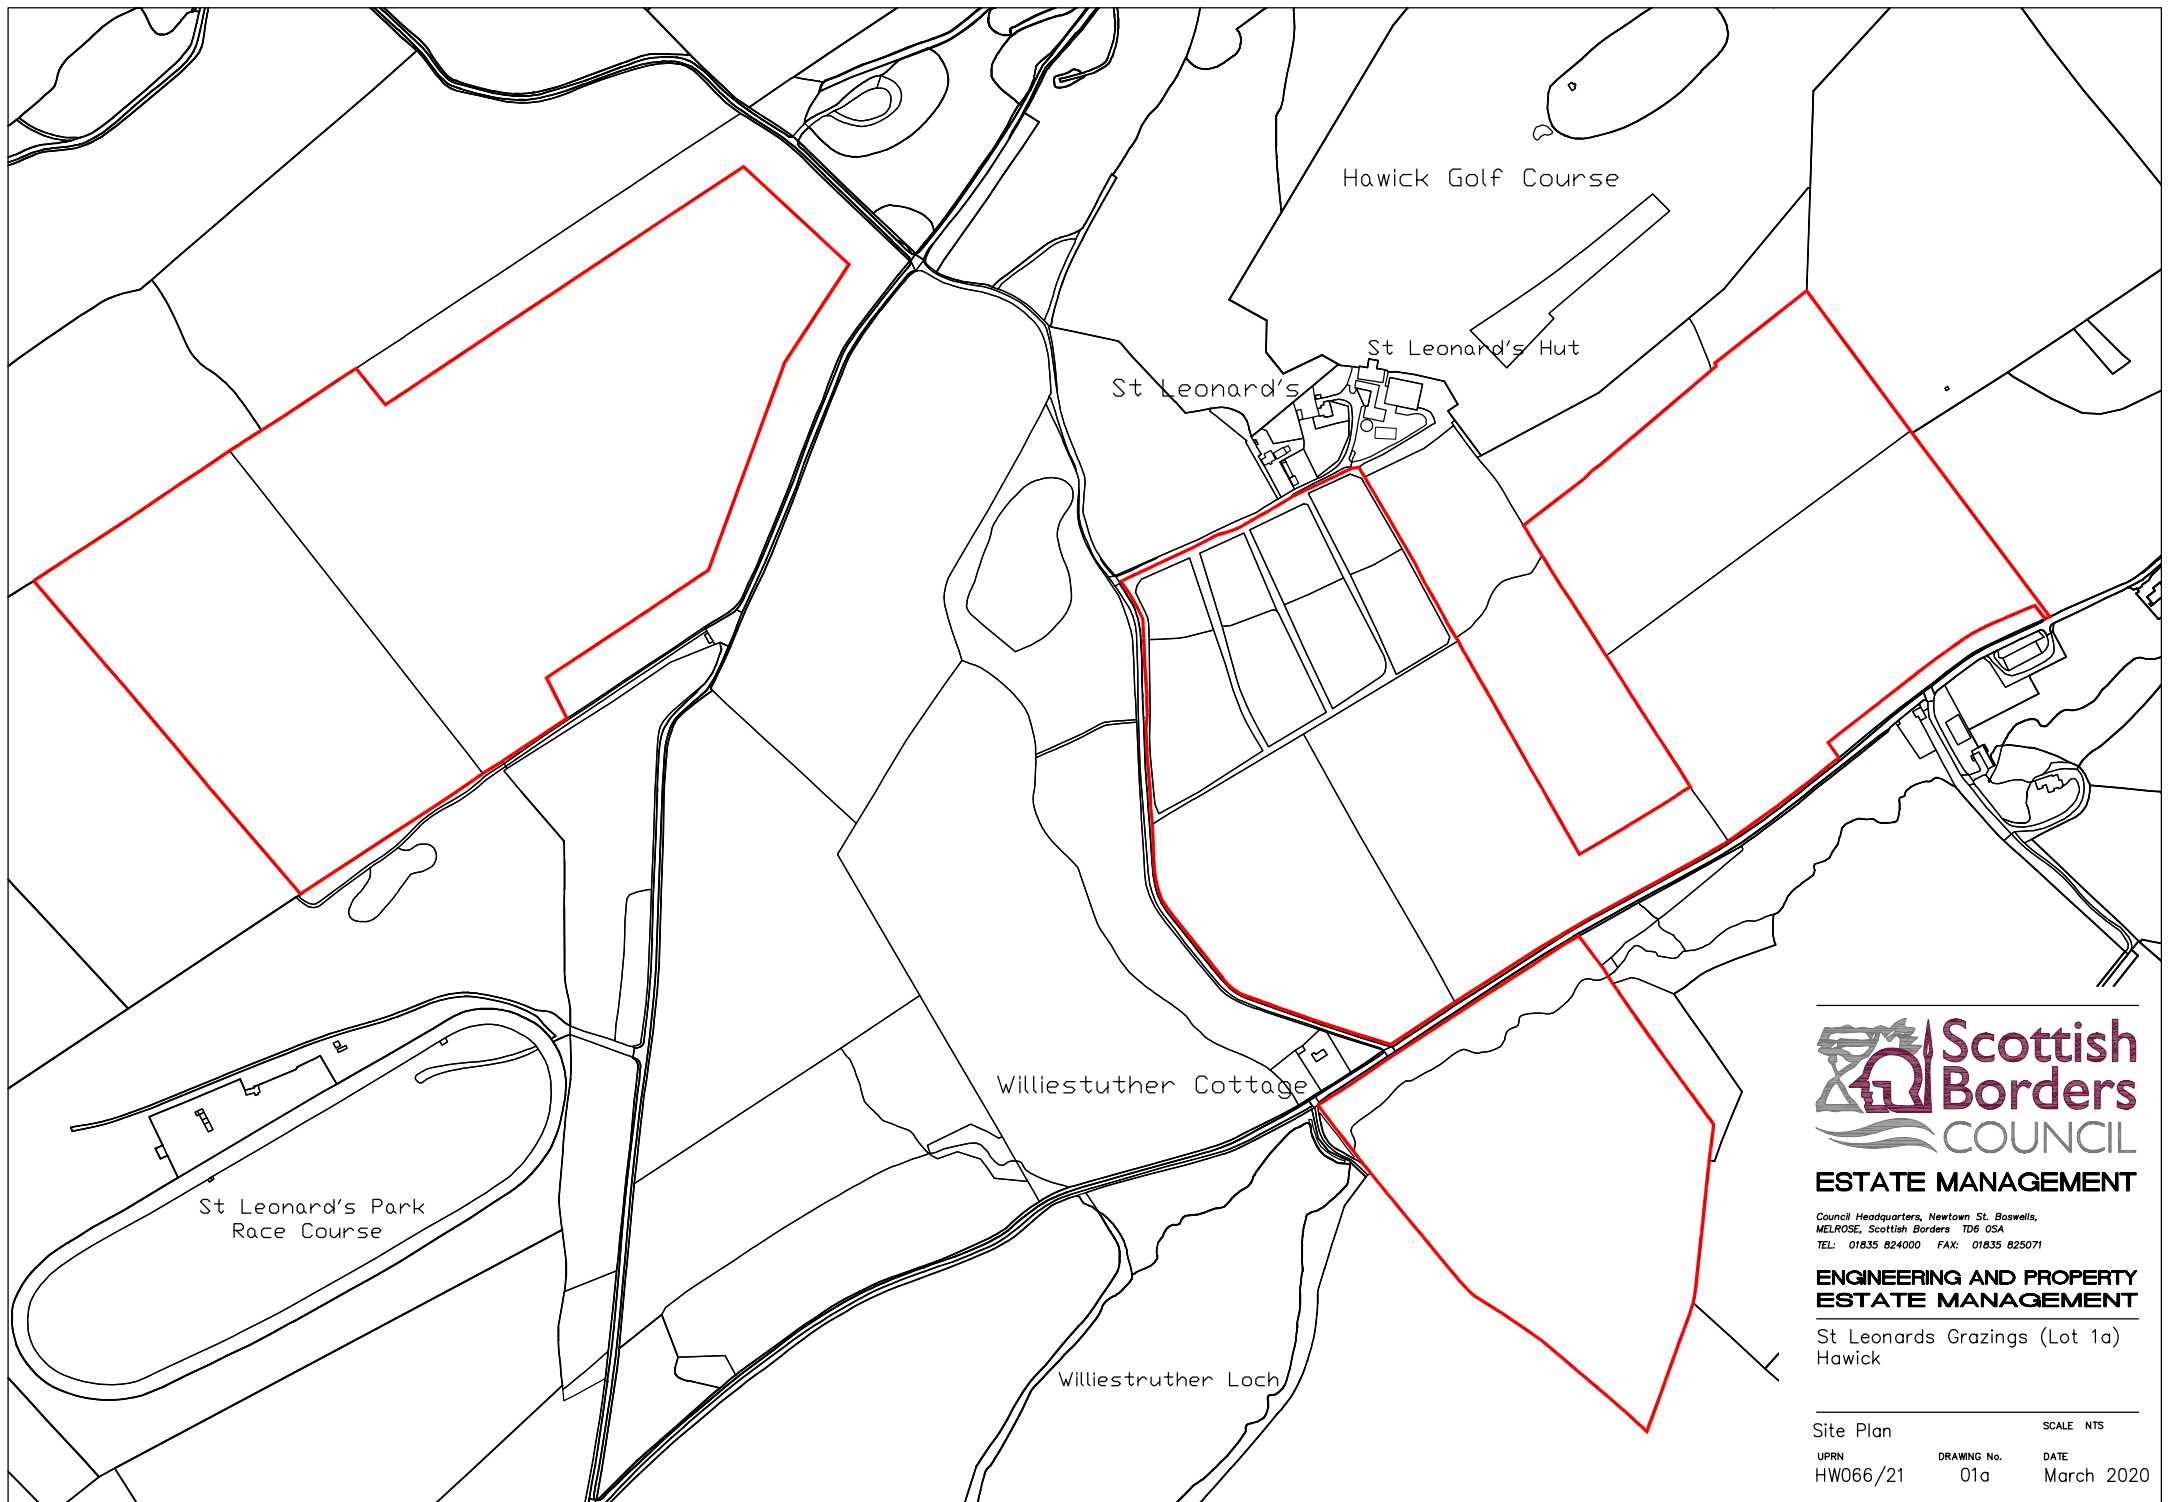 Hawick Golf Course
St Leonard's Hut
St Leonard's
Williestuther Cottage
St Leonard's Park
Race Course
Williestruther Loch
Scottish
Borders
COUNCIL
ESTATE MANAGEMENT
Council Headquarters, Newtown St. Boswells,
MELROSE, Scottish Borders TD6 0SA
TEL: 01835 824000 FAX: 01835 825071
ENGINEERING AND PROPERTY
ESTATE MANAGEMENT
St Leonards Grazings (Lot 1a)
Hawick
Site Plan SCALE NTS
UPRN DRAWING No. DATE
HW066/21 01a March 2020